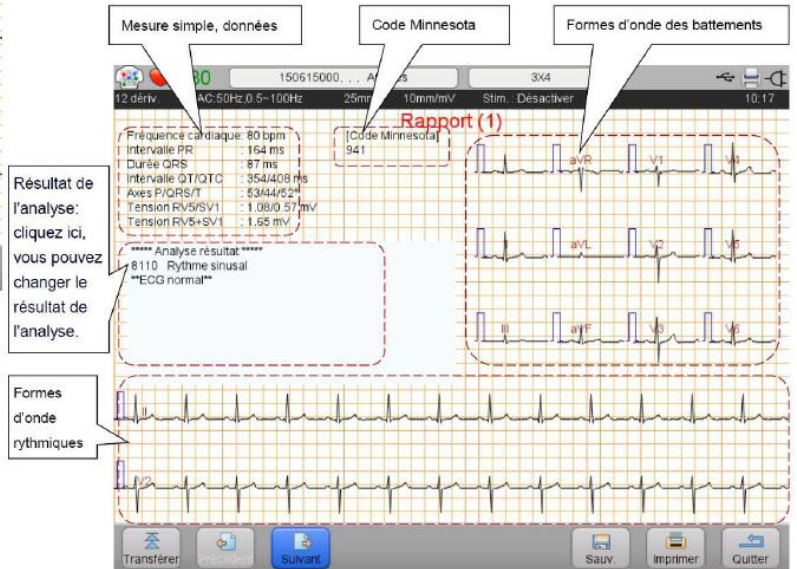 Mesure simple, données
Code Minnesota
Formes d'onde des battements
80
150615000, . . . A
3X4
12 dériv.
AC:50Hz,0.5~100Hz
25mm
10mm/mV
Stim. : Désactiver
10:17
Rapport (1)
Fréquence cardiaque: 80 bpm
Intervalle PR : 164 ms
Durée QRS : 87 ms
Intervalle QT/QTC : 354/408 ms
Axes P/QRS/T : 53/44/52°
Tension RV5/SV1 : 1.08/0.57 mV
Tension RV5+SV1 : 1.65 mV
[Code Minnesota]
941
***** Analyse résultat *****
8110 Rythme sinusal
**ECG normal**
Résultat de
l'analyse:
cliquez ici,
vous pouvez
changer le
résultat de
l'analyse.
I aVR V1 V4
II aVL V2 V5
III aVF V3 V6
Formes
d'onde
rythmiques
II
V2
Transférer
Précédent
Suivant
Sauv.
Imprimer
Quitter